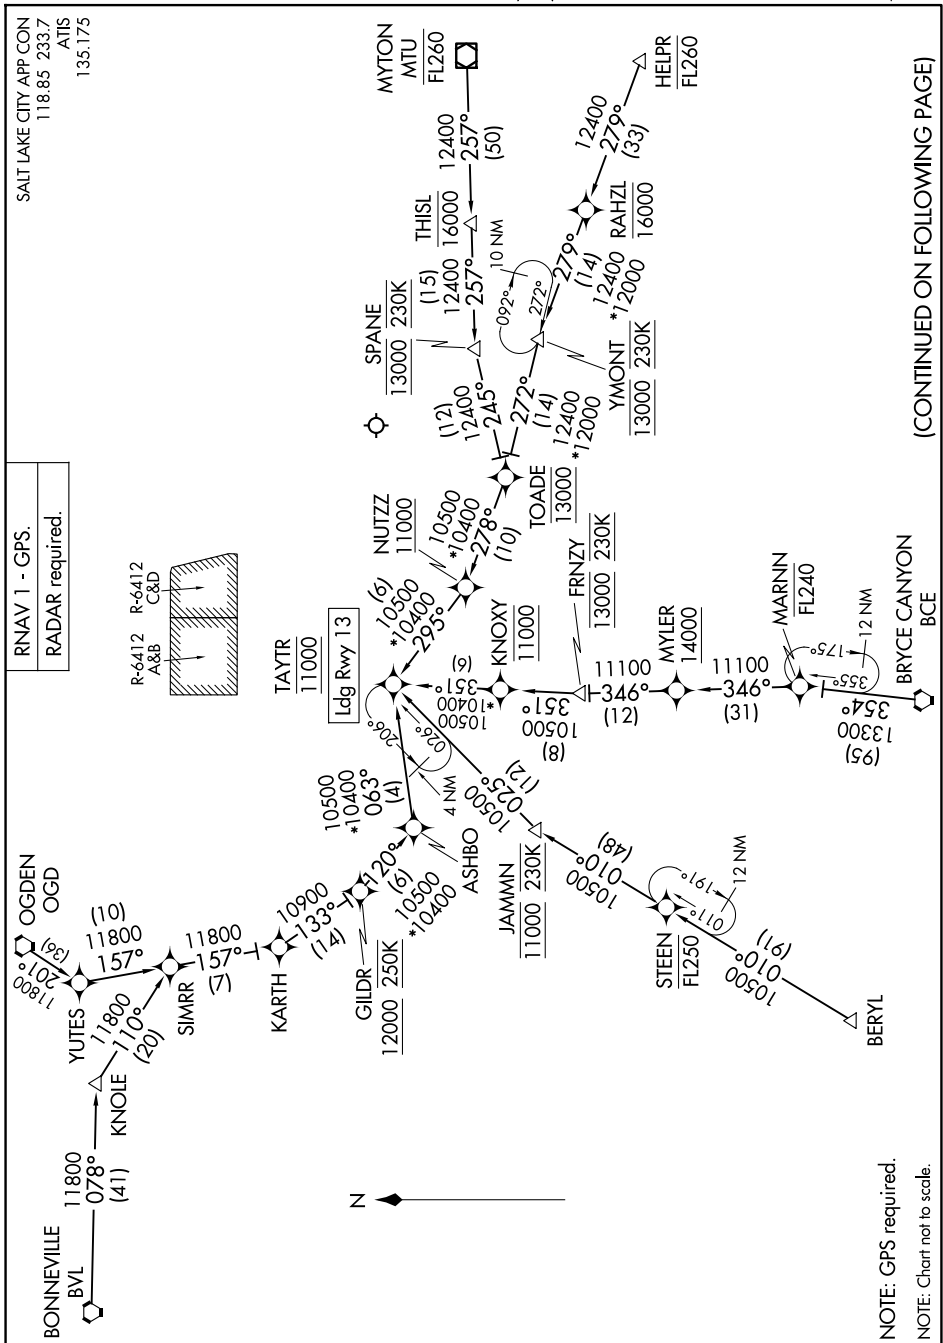 SALT LAKE CITY APP CON
118.85 233.7
ATIS
135.175
RNAV 1 - GPS.
RADAR required.
R-6412
A&B
R-6412
C&D
BONNEVILLE
BVL
11800
078°
(41)
KNOLE
11800
110°
(20)
OGDEN
OGD
(36)
201°
11800
YUTES
(10)
11800
157°
SIMRR
11800
157°
(7)
KARTH
10900
133°
(14)
GILDR
12000 250K
120°
(6)
10500
*10400
ASHBO
10500
*10400
063°
(4)
206°
026°
4 NM
TAYTR
11000
Ldg Rwy 13
(6)
10500
*10400
295°
NUTZZ
11000
10500
*10400
278°
(10)
TOADE
13000
(12)
12400
245°
SPANE
13000 230K
(15)
12400
257°
THISL
16000
12400
257°
(50)
MYTON
MTU
FL260
272°
(14)
12400
*12000
YMONT
13000 230K
092°
272°
10 NM
279°
(14)
12400
*12000
RAHZL
16000
12400
279°
(33)
HELPR
FL260
(6)
351°
*10400
10500
KNOXY
11000
351°
10500
(8)
FRNZY
13000 230K
11100
346°
(12)
MYLER
14000
11100
346°
(31)
MARNN
FL240
175°
355°
12 NM
354°
13300
(95)
BRYCE CANYON
BCE
(12)
025°
10500
JAMMN
11000 230K
(48)
010°
10500
STEEN
FL250
191°
011°
12 NM
(91)
010°
10500
BERYL
N
NOTE: GPS required.
NOTE: Chart not to scale.
(CONTINUED ON FOLLOWING PAGE)